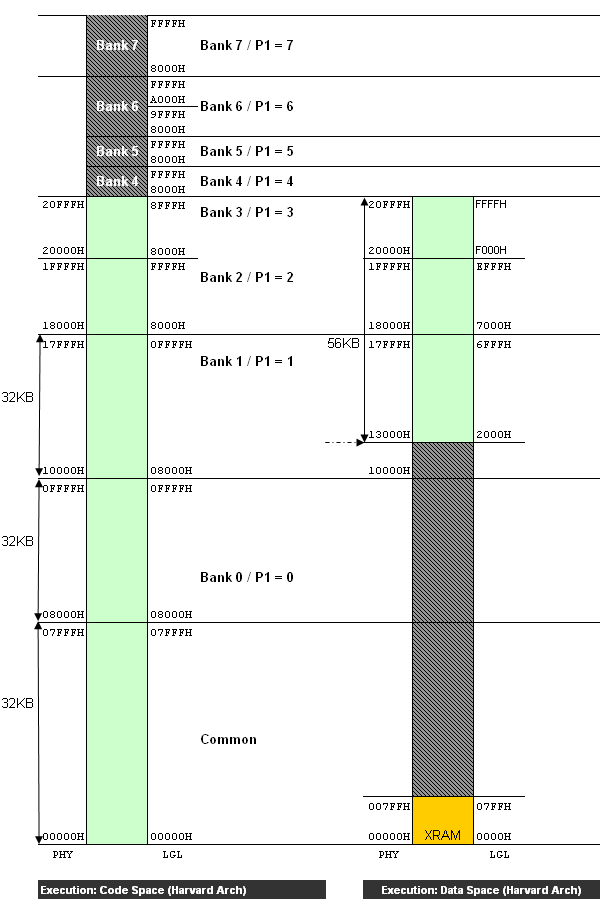 Bank 7 FFFFH
Bank 7 / P1 = 7
8000H
FFFFH
Bank 6 A000H Bank 6 / P1 = 6
9FFFH
8000H
Bank 5 FFFFH Bank 5 / P1 = 5
8000H
Bank 4 FFFFH Bank 4 / P1 = 4
8000H
20FFFH 8FFFH Bank 3 / P1 = 3 20FFFH FFFFH
20000H 8000H 20000H F000H
1FFFFH FFFFH Bank 2 / P1 = 2 1FFFFH EFFFH
18000H 8000H 18000H 7000H
17FFFH 0FFFFH 56KB 17FFFH 6FFFH
Bank 1 / P1 = 1
32KB
13000H 2000H
10000H 08000H 10000H
0FFFFH 0FFFFH
32KB
Bank 0 / P1 = 0
08000H 08000H
07FFFH 07FFFH
32KB
Common
007FFH 07FFH
00000H 00000H 00000H XRAM 0000H
PHY LGL PHY LGL
Execution: Code Space (Harvard Arch) Execution: Data Space (Harvard Arch)